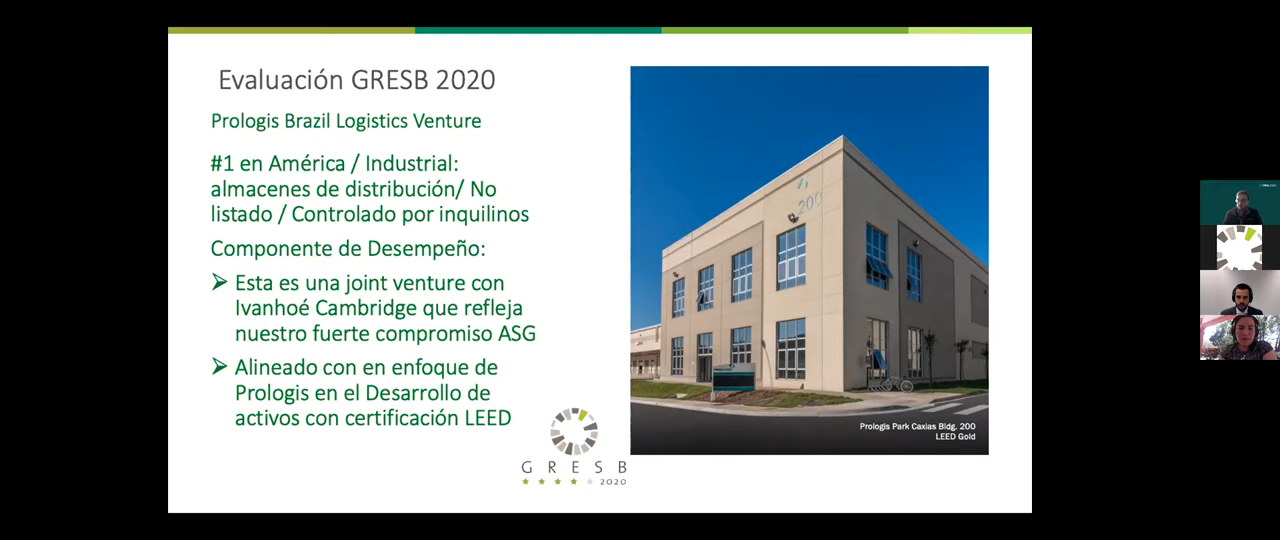 Evaluación GRESB 2020
Prologis Brazil Logistics Venture
#1 en América / Industrial:
almacenes de distribución/ No
listado / Controlado por inquilinos
Componente de Desempeño:
Esta es una joint venture con
Ivanhoé Cambridge que refleja
nuestro fuerte compromiso ASG
Alineado con en enfoque de
Prologis en el Desarrollo de
activos con certificación LEED
G R E S B
2020
200
Prologis Park Caxias Bldg. 200
LEED Gold